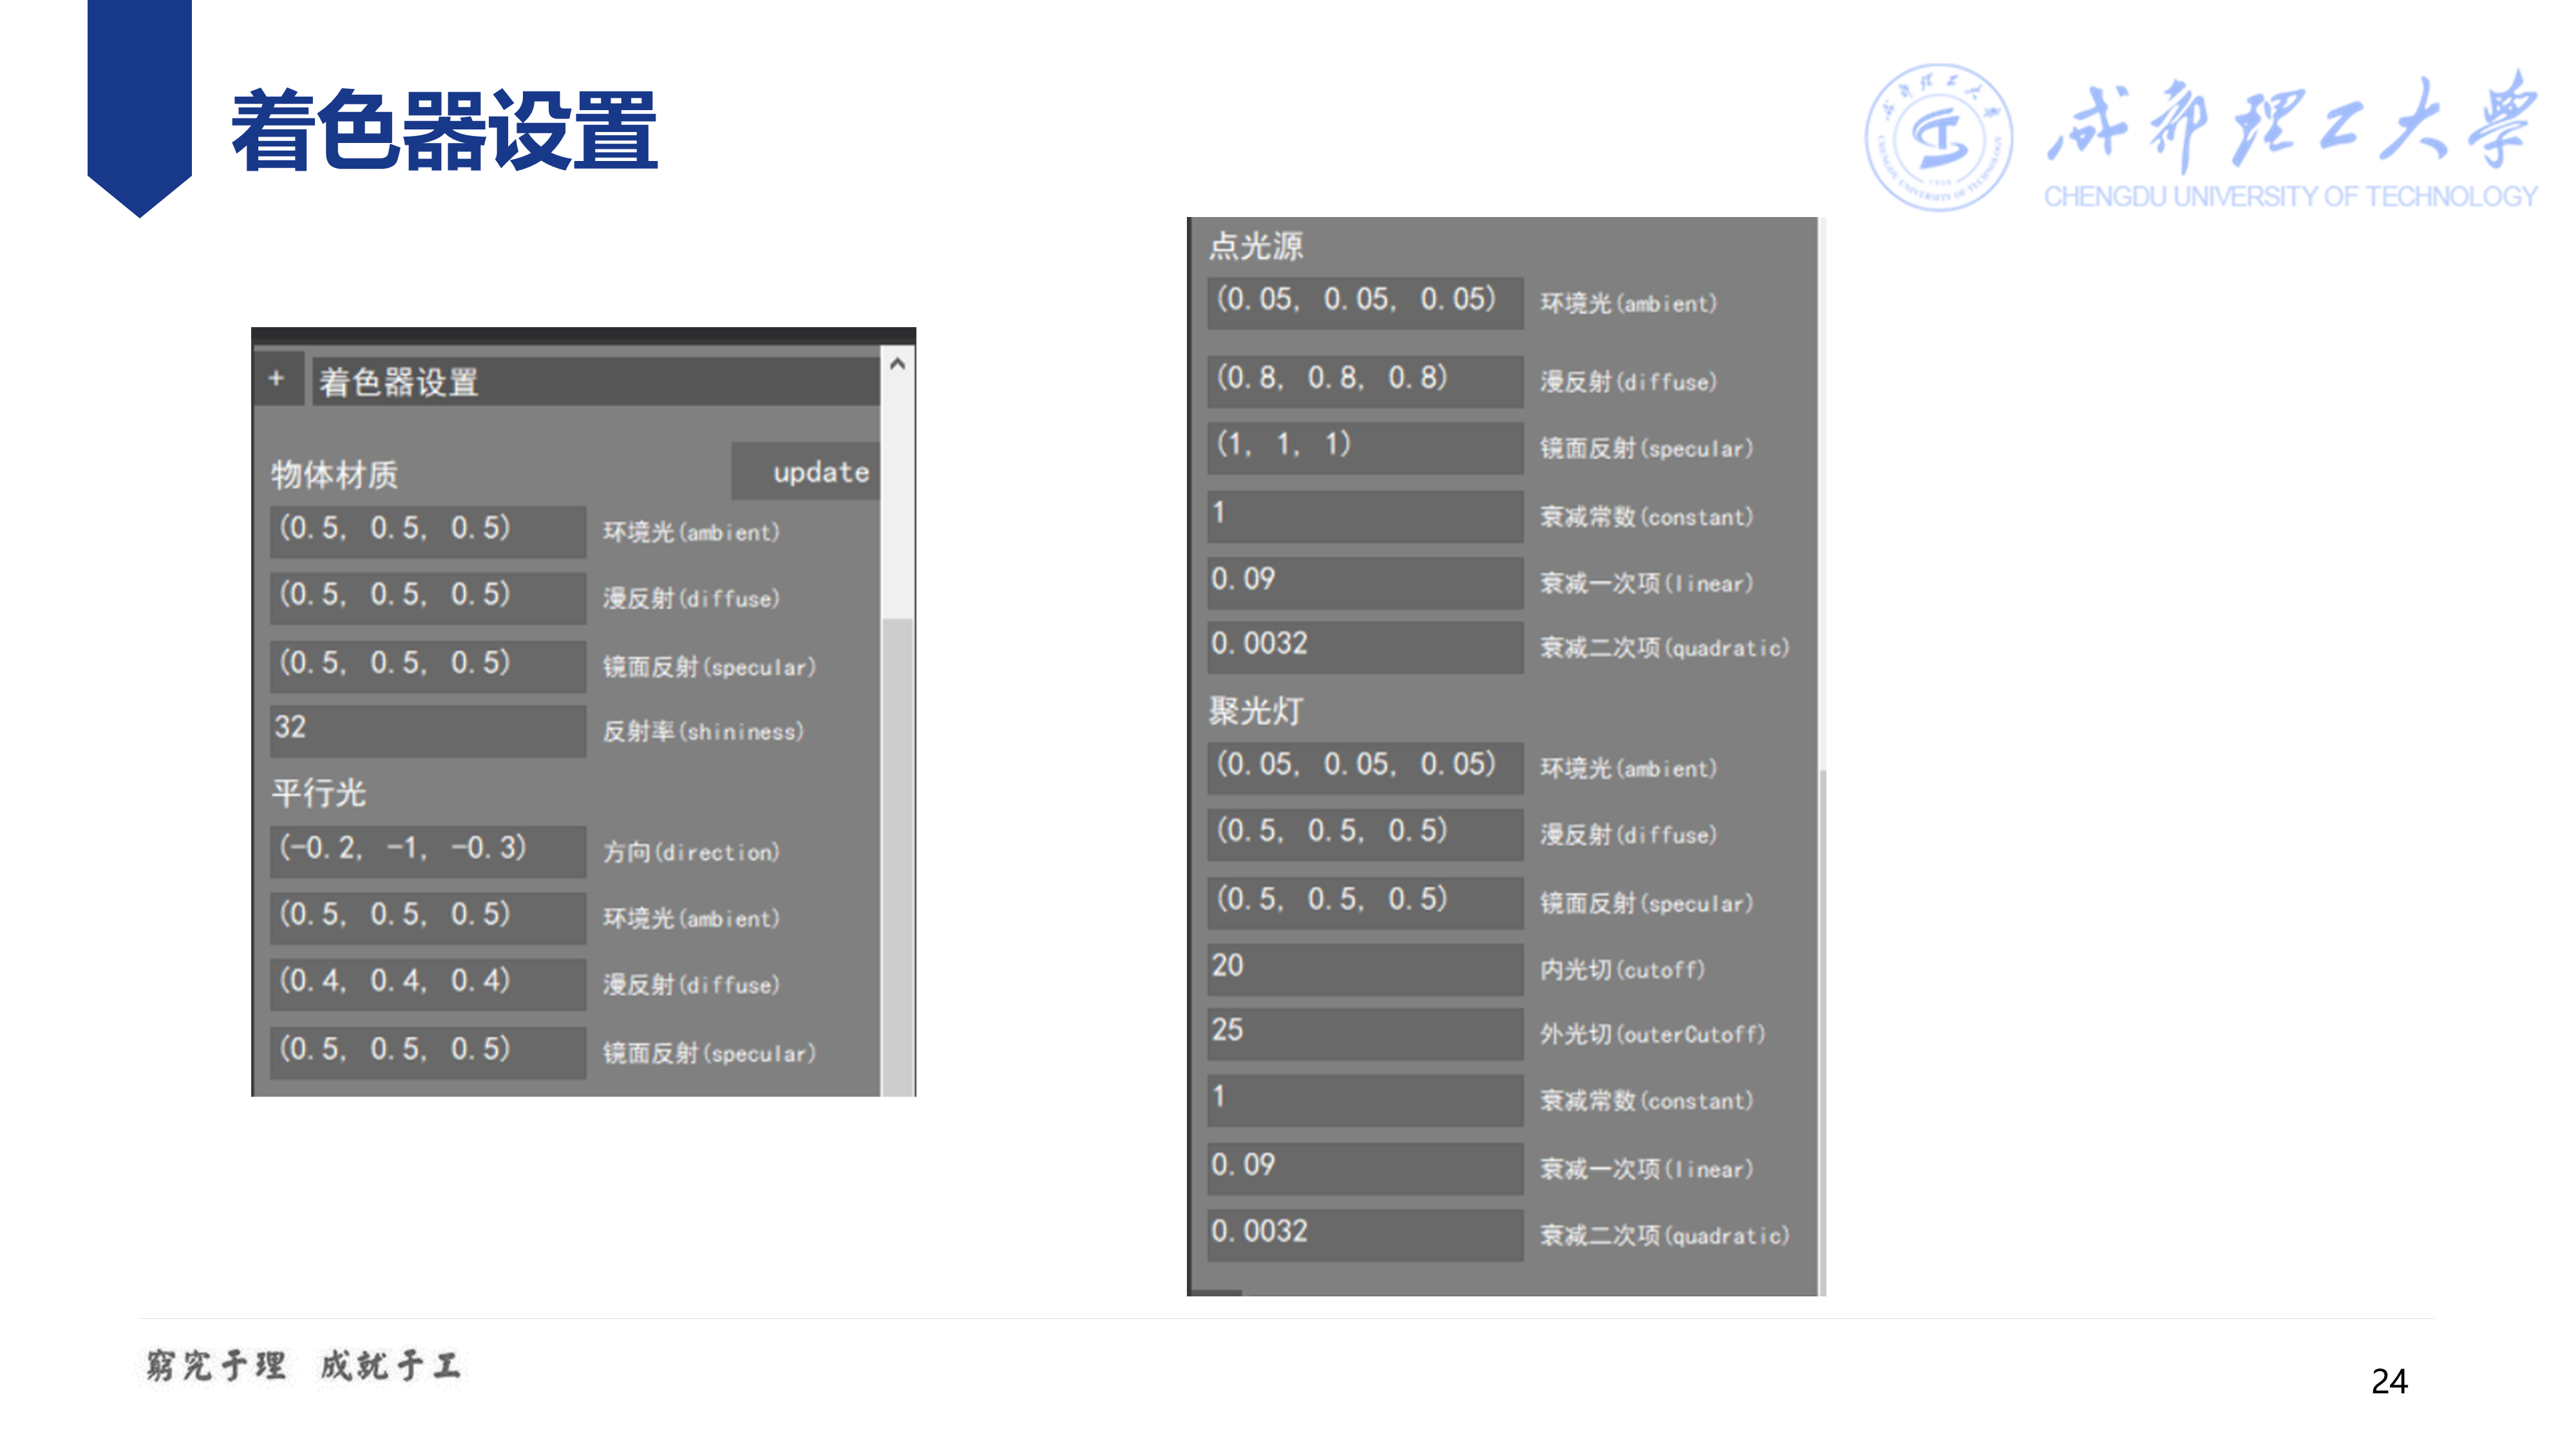 着色器设置
成都理工大学
CHENGDU UNIVERSITY OF TECHNOLOGY
+ 着色器设置
物体材质 update
(0.5, 0.5, 0.5) 环境光(ambient)
(0.5, 0.5, 0.5) 漫反射(diffuse)
(0.5, 0.5, 0.5) 镜面反射(specular)
32 反射率(shininess)
平行光
(-0.2, -1, -0.3) 方向(direction)
(0.5, 0.5, 0.5) 环境光(ambient)
(0.4, 0.4, 0.4) 漫反射(diffuse)
(0.5, 0.5, 0.5) 镜面反射(specular)
点光源
(0.05, 0.05, 0.05) 环境光(ambient)
(0.8, 0.8, 0.8) 漫反射(diffuse)
(1, 1, 1) 镜面反射(specular)
1 衰减常数(constant)
0.09 衰减一次项(linear)
0.0032 衰减二次项(quadratic)
聚光灯
(0.05, 0.05, 0.05) 环境光(ambient)
(0.5, 0.5, 0.5) 漫反射(diffuse)
(0.5, 0.5, 0.5) 镜面反射(specular)
20 内光切(cutoff)
25 外光切(outerCutoff)
1 衰减常数(constant)
0.09 衰减一次项(linear)
0.0032 衰减二次项(quadratic)
窮究于理 成就于工
24